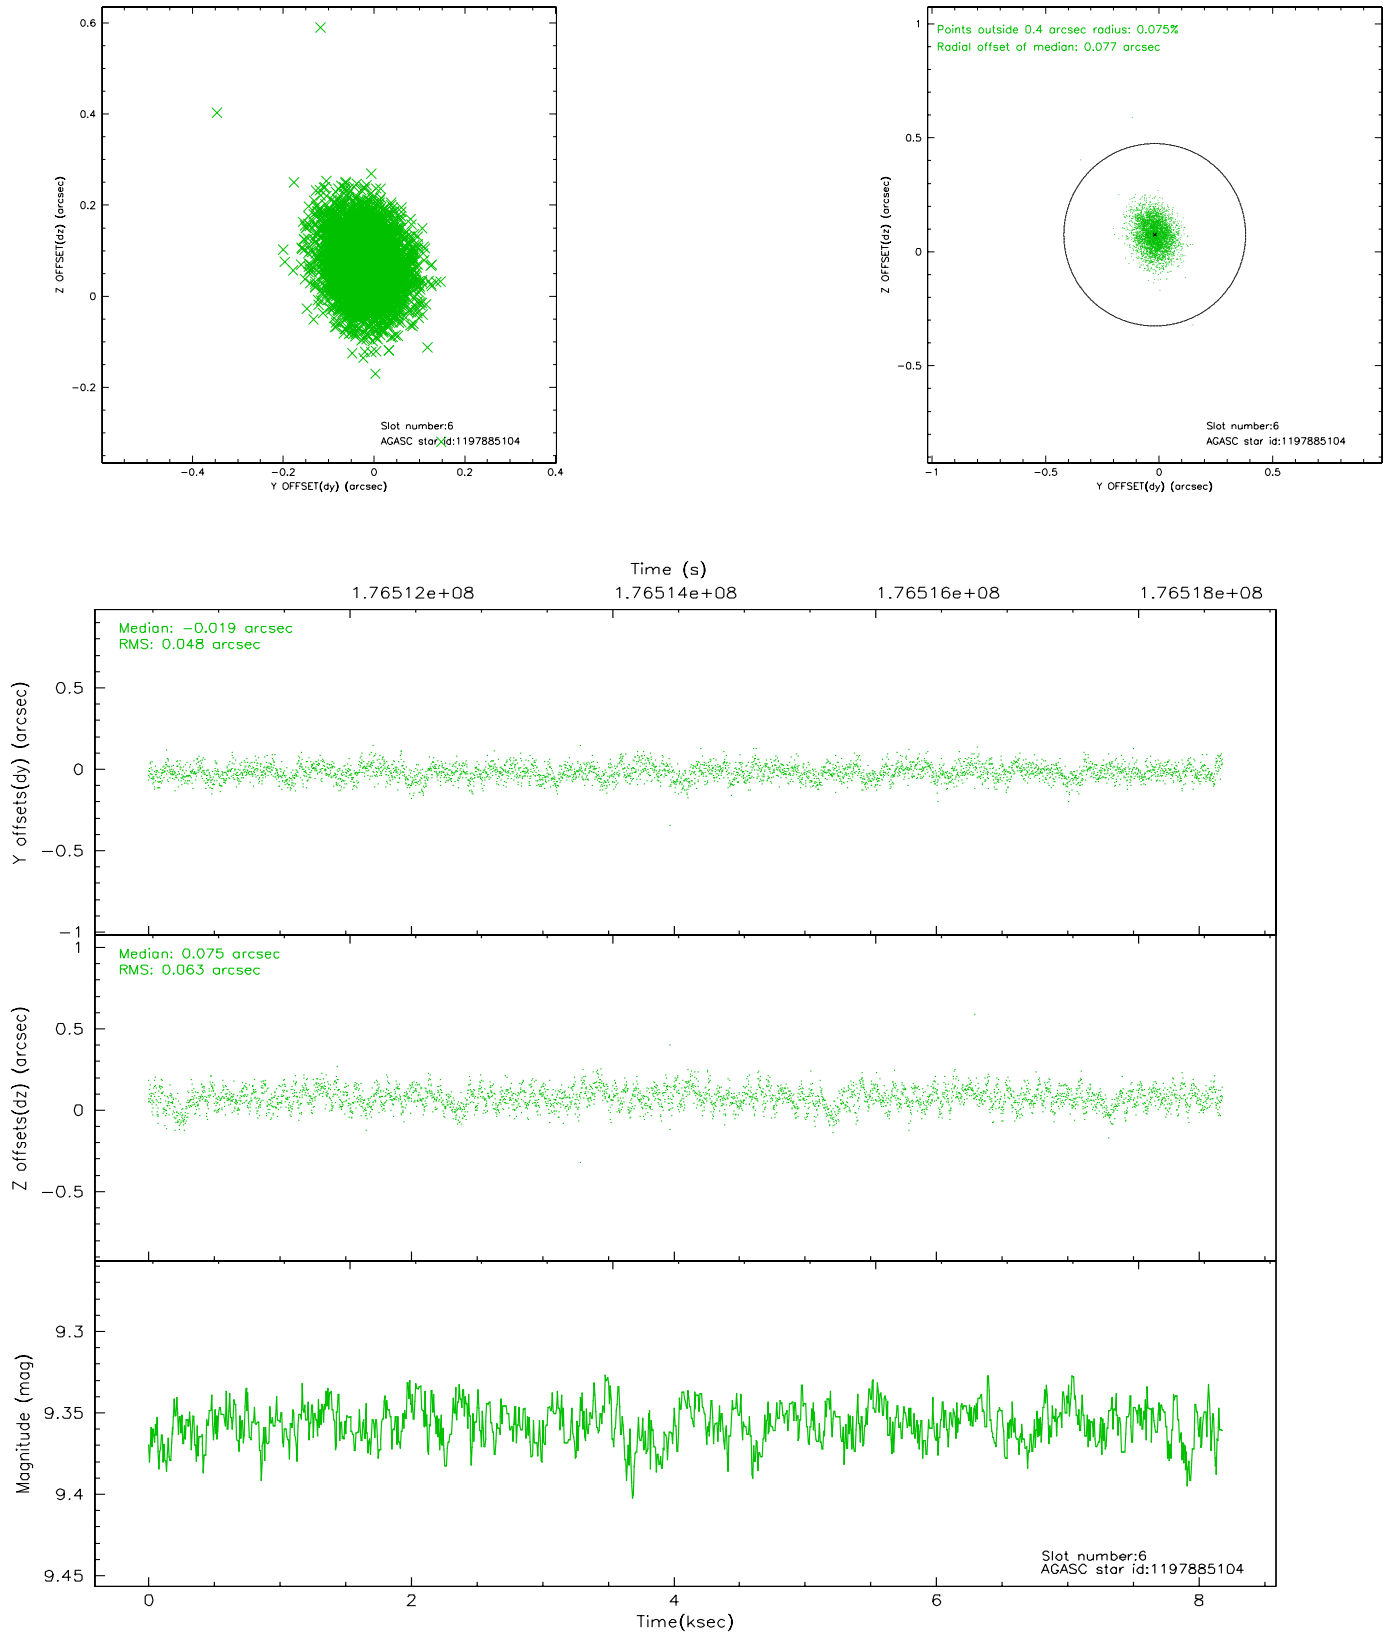 0.6
0.4
0.2
0
−0.2
Z OFFSET(dz) (arcsec)
Slot number:6
AGASC star id:1197885104
−0.4
−0.2
0
0.2
0.4
Y OFFSET(dy) (arcsec)
Points outside 0.4 arcsec radius: 0.075%
Radial offset of median: 0.077 arcsec
1
0.5
0
−0.5
Z OFFSET(dz) (arcsec)
Slot number:6
AGASC star id:1197885104
−1
−0.5
0
0.5
Y OFFSET(dy) (arcsec)
Time (s)
1.76512e+08
1.76514e+08
1.76516e+08
1.76518e+08
Median: −0.019 arcsec
RMS: 0.048 arcsec
0.5
0
−0.5
−1
Y offsets(dy) (arcsec)
Median: 0.075 arcsec
RMS: 0.063 arcsec
1
0.5
0
−0.5
Z offsets(dz) (arcsec)
9.3
9.35
9.4
9.45
Magnitude (mag)
Slot number:6
AGASC star id:1197885104
0
2
4
6
8
Time(ksec)